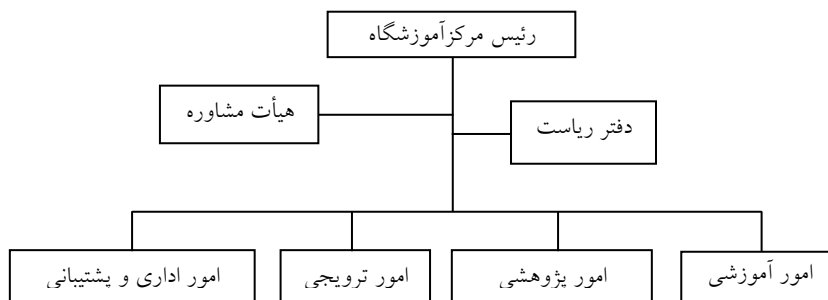 رئیس مرکزآموزشگاه
هیأت مشاوره
دفتر ریاست
امور آموزشی
امور پژوهشی
امور ترویجی
امور اداری و پشتیبانی